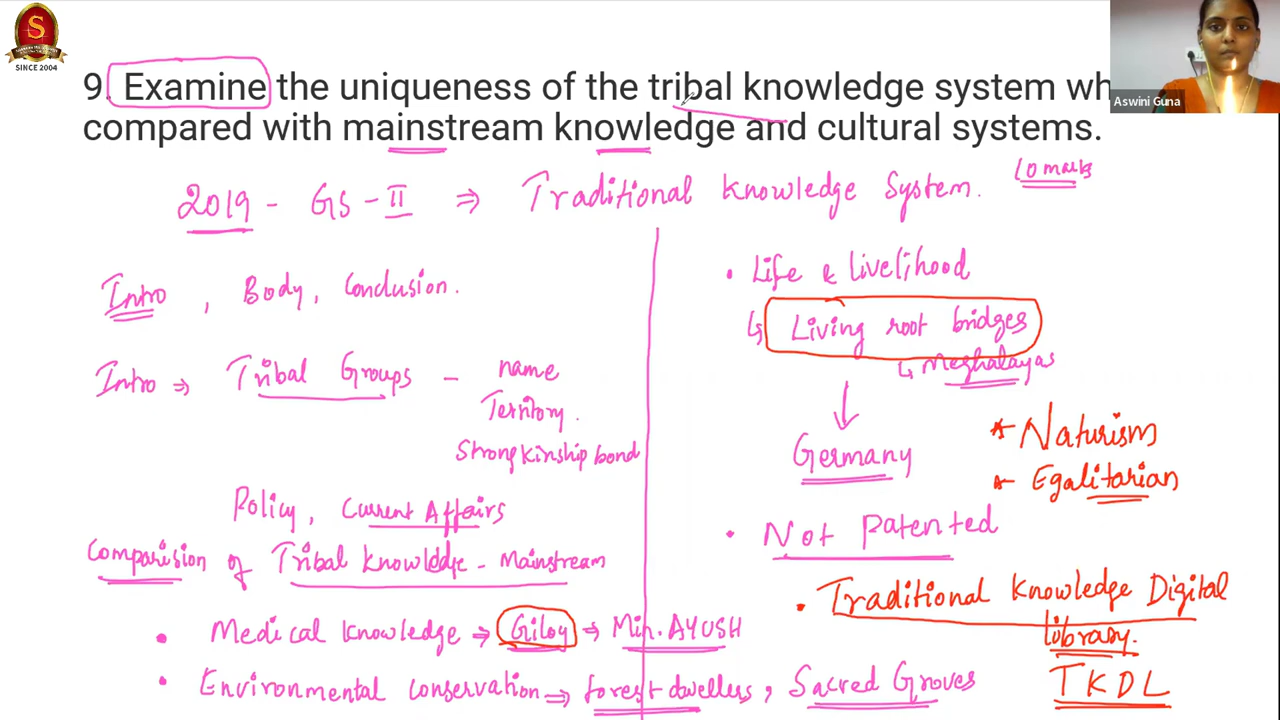 S
SINCE 2004
9. Examine the uniqueness of the tribal knowledge system wh
compared with mainstream knowledge and cultural systems.
Aswini Guna
10 marks
2019 - GS - II ⇒ Traditional Knowledge System.
Intro, Body, Conclusion.
Intro ⇒ Tribal Groups - name
Territory.
Strong kinship bond
Policy, Current Affairs
Comparision of Tribal knowledge - Mainstream
• Medical knowledge ⇒ Giloy ⇒ Min. AYUSH
• Environmental conservation ⇒ forest dwellers, Sacred Groves
• Life & livelihood
↳ Living root bridges
↳ Meghalayas
↓
Germany
* Naturism
* Egalitarian
• Not Patented
• Traditional Knowledge Digital
library.
TKDL